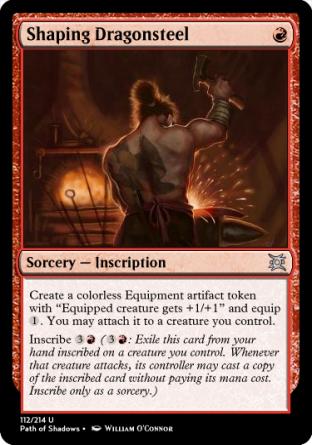 Shaping Dragonsteel
Sorcery — Inscription
Create a colorless Equipment artifact token
with “Equipped creature gets +1/+1” and equip
1. You may attach it to a creature you control.
Inscribe 3 (3: Exile this card from your
hand inscribed on a creature you control. Whenever
that creature attacks, its controller may cast a copy
of the inscribed card without paying its mana cost.
Inscribe only as a sorcery.)
112/214 U
Path of Shadows • William O'Connor